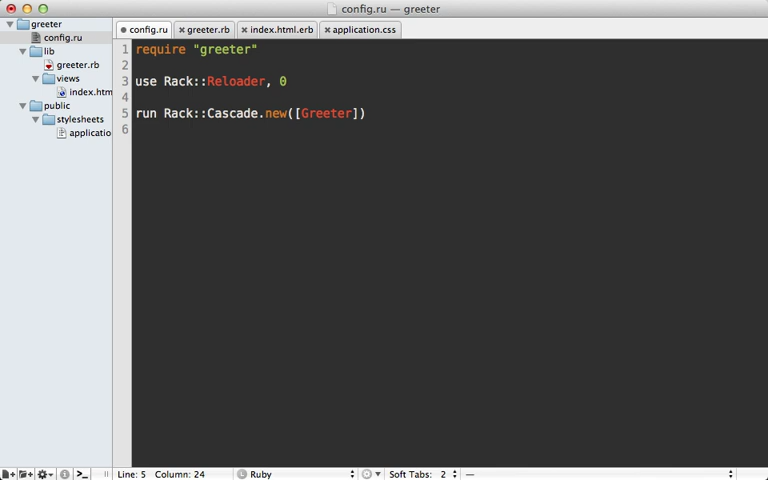 config.ru — greeter
greeter
config.ru
lib
greeter.rb
views
index.htm
public
stylesheets
applicatio
config.ru
greeter.rb
index.html.erb
application.css
1 require "greeter"
2
3 use Rack::Reloader, 0
4
5 run Rack::Cascade.new([Greeter])
6
Line: 5 Column: 24
Ruby
Soft Tabs: 2
—